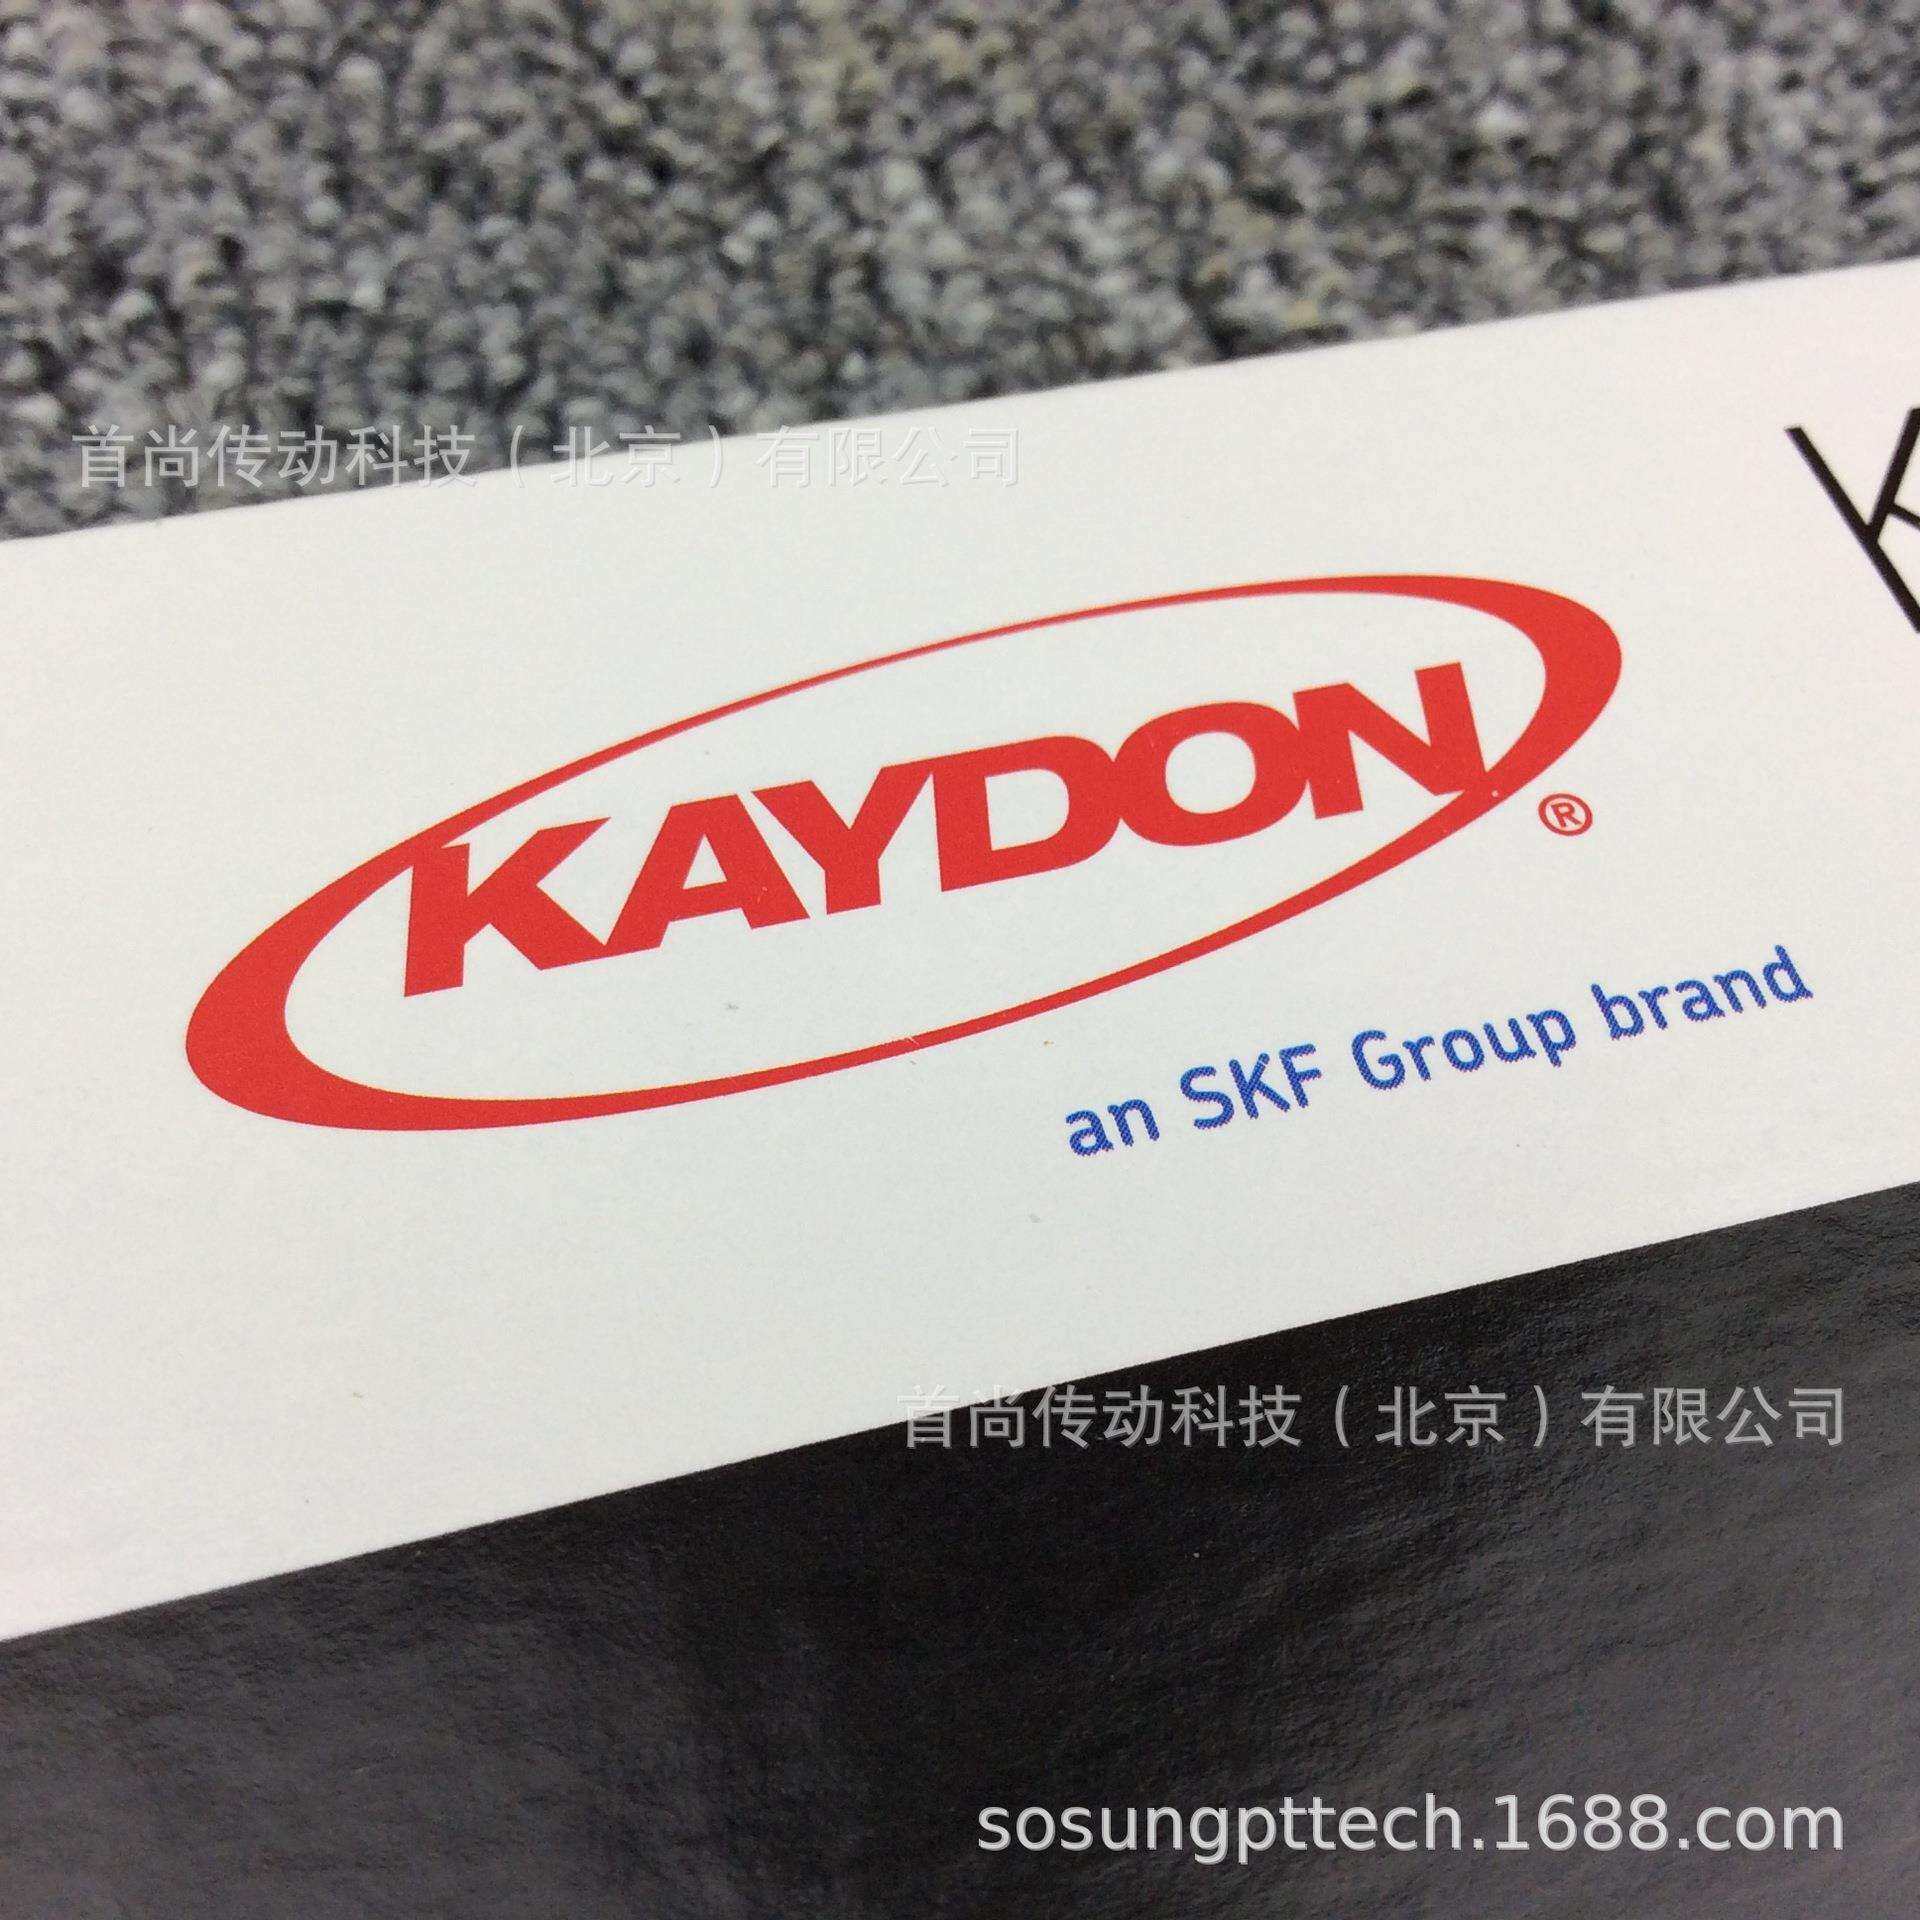 首尚传动科技（北京）有限公司
K
KAYDON®
an SKF Group brand
首尚传动科技（北京）有限公司
sosungpttech.1688.com